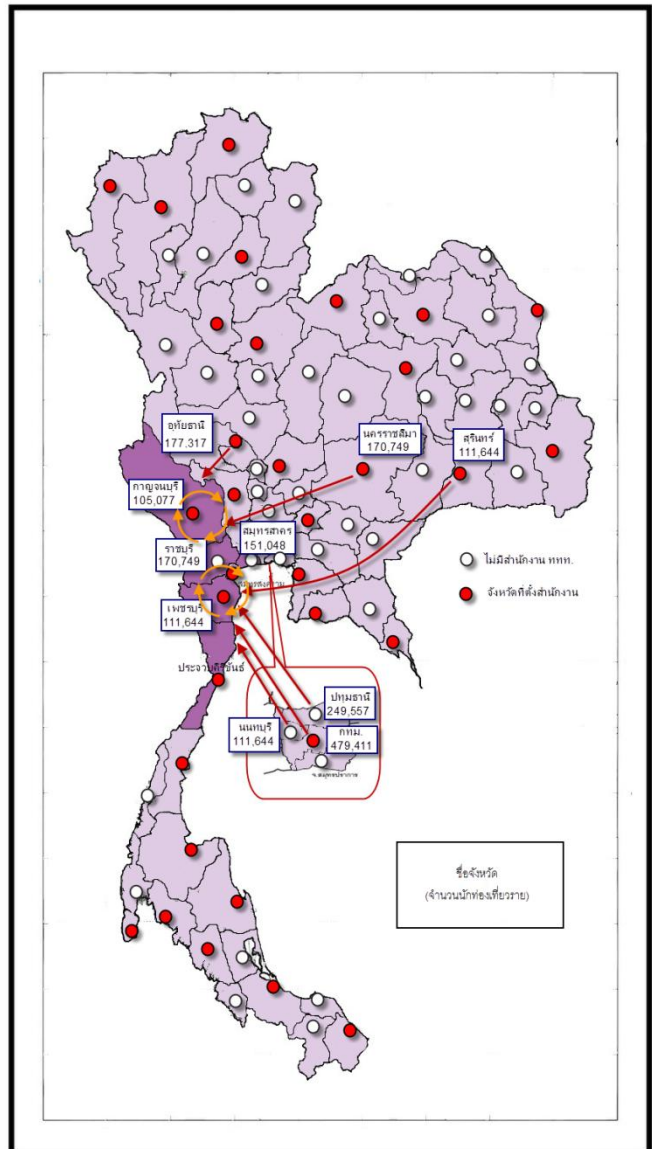 อุทัยธานี
177.317
นครราชสีมา
170,749
สุรินทร์
111,644
กาญจนบุรี
105,077
สมุทรสาคร
151,048
ราชบุรี
170,749
ไม่มีสำนักงาน ททท.
จังหวัดที่ตั้งสำนักงาน
เพชรบุรี
111,644
ประจวบคีรีขันธ์
ปทุมธานี
249,557
นนทบุรี
111,644
กทม.
479,411
จ.สมุทรปราการ
ชื่อจังหวัด
(จำนวนนักท่องเที่ยวราย)